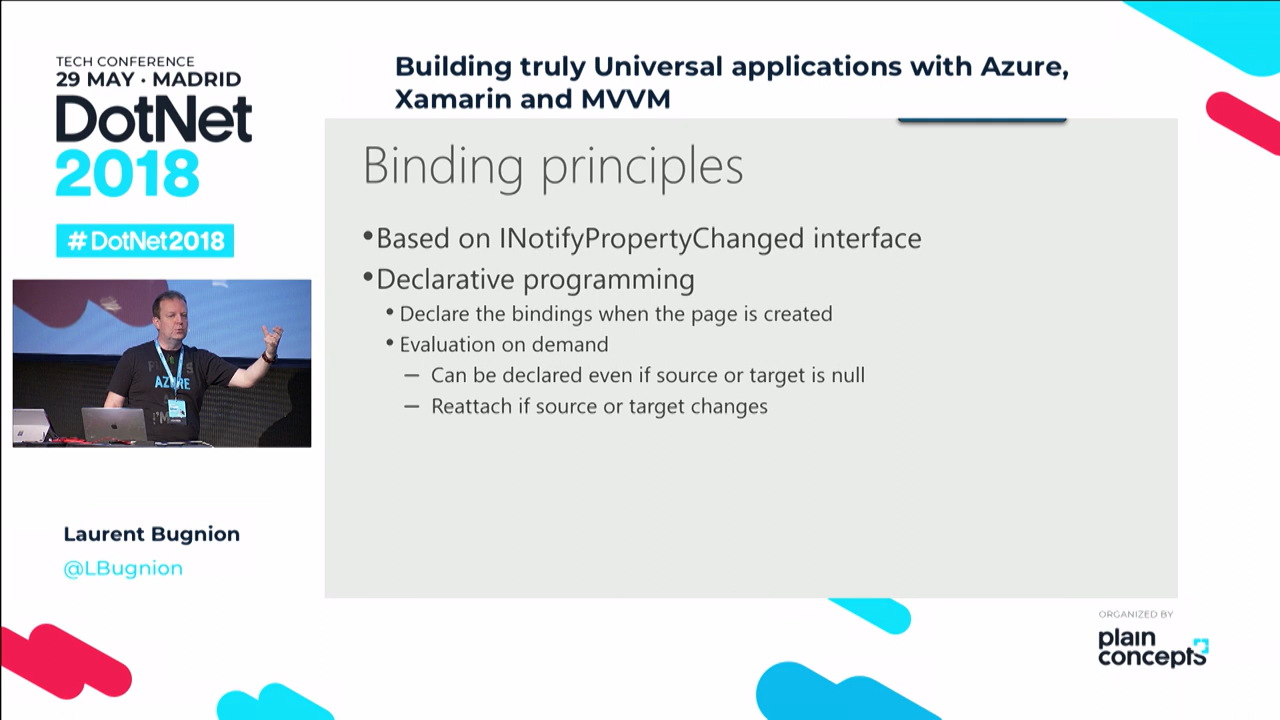 TECH CONFERENCE
29 MAY · MADRID
DotNet
2018
#DotNet2018
Building truly Universal applications with Azure,
Xamarin and MVVM
Binding principles
•Based on INotifyPropertyChanged interface
•Declarative programming
•Declare the bindings when the page is created
•Evaluation on demand
– Can be declared even if source or target is null
– Reattach if source or target changes
AZURE
I'M
Laurent Bugnion
@LBugnion
ORGANIZED BY
plain
concepts